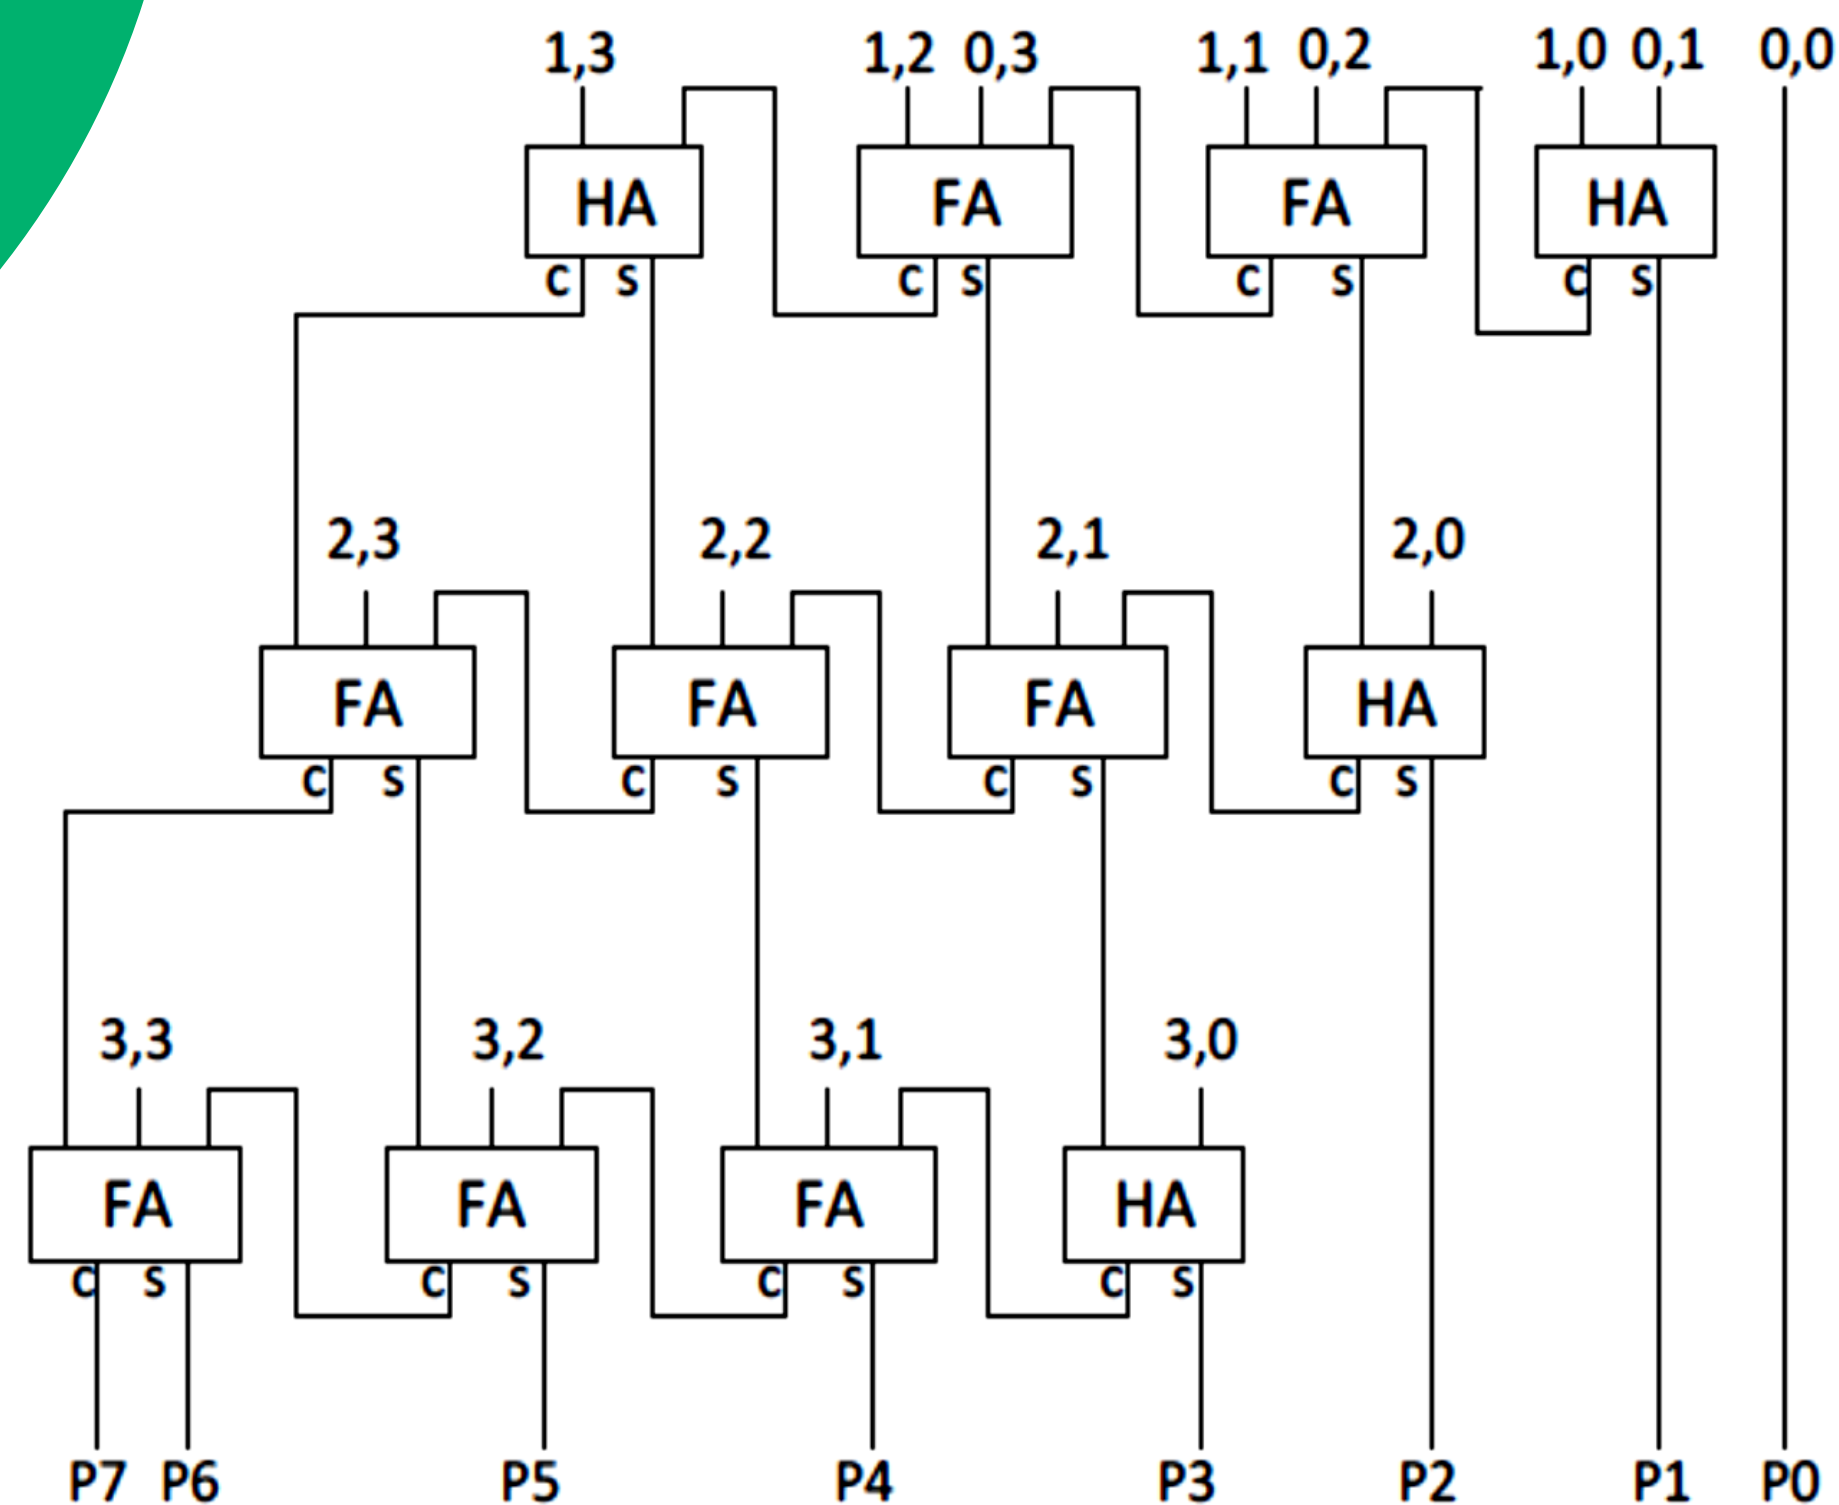 1,3 1,2 0,3 1,1 0,2 1,0 0,1 0,0
HA FA FA HA
C S C S C S C S
2,3 2,2 2,1 2,0
FA FA FA HA
C S C S C S C S
3,3 3,2 3,1 3,0
FA FA FA HA
C S C S C S C S
P7 P6 P5 P4 P3 P2 P1 P0